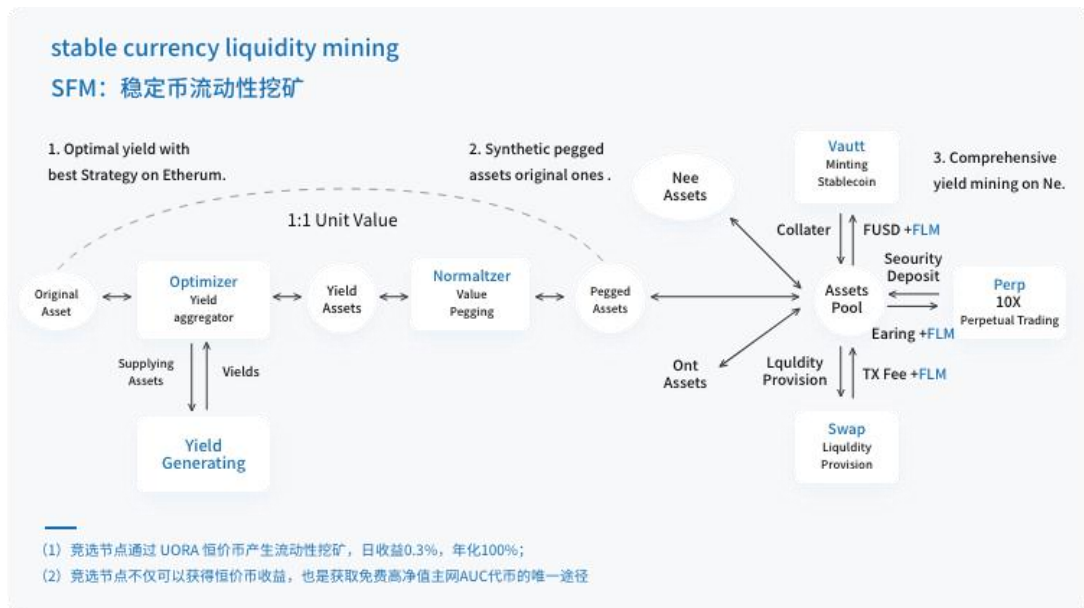 stable currency liquidity mining
SFM：稳定币流动性挖矿
1. Optimal yield with
best Strategy on Etherum.
2. Synthetic pegged
assets original ones .
3. Comprehensive
yield mining on Ne.
1:1 Unit Value
Original
Asset
Optimizer
Yield
aggregator
Yield
Assets
Normaltzer
Value
Pegging
Pegged
Assets
Supplying
Assets
Vields
Yield
Generating
Nee
Assets
Ont
Assets
Vautt
Minting
Stablecoin
Collater
FUSD +FLM
Seourity
Deposit
Assets
Pool
Perp
10X
Perpetual Trading
Earing +FLM
Lquldity
Provision
TX Fee +FLM
Swap
Liquldity
Provision
（1）竞选节点通过 UORA 恒价币产生流动性挖矿，日收益0.3%，年化100%；
（2）竞选节点不仅可以获得恒价币收益，也是获取免费高净值主网AUC代币的唯一途径